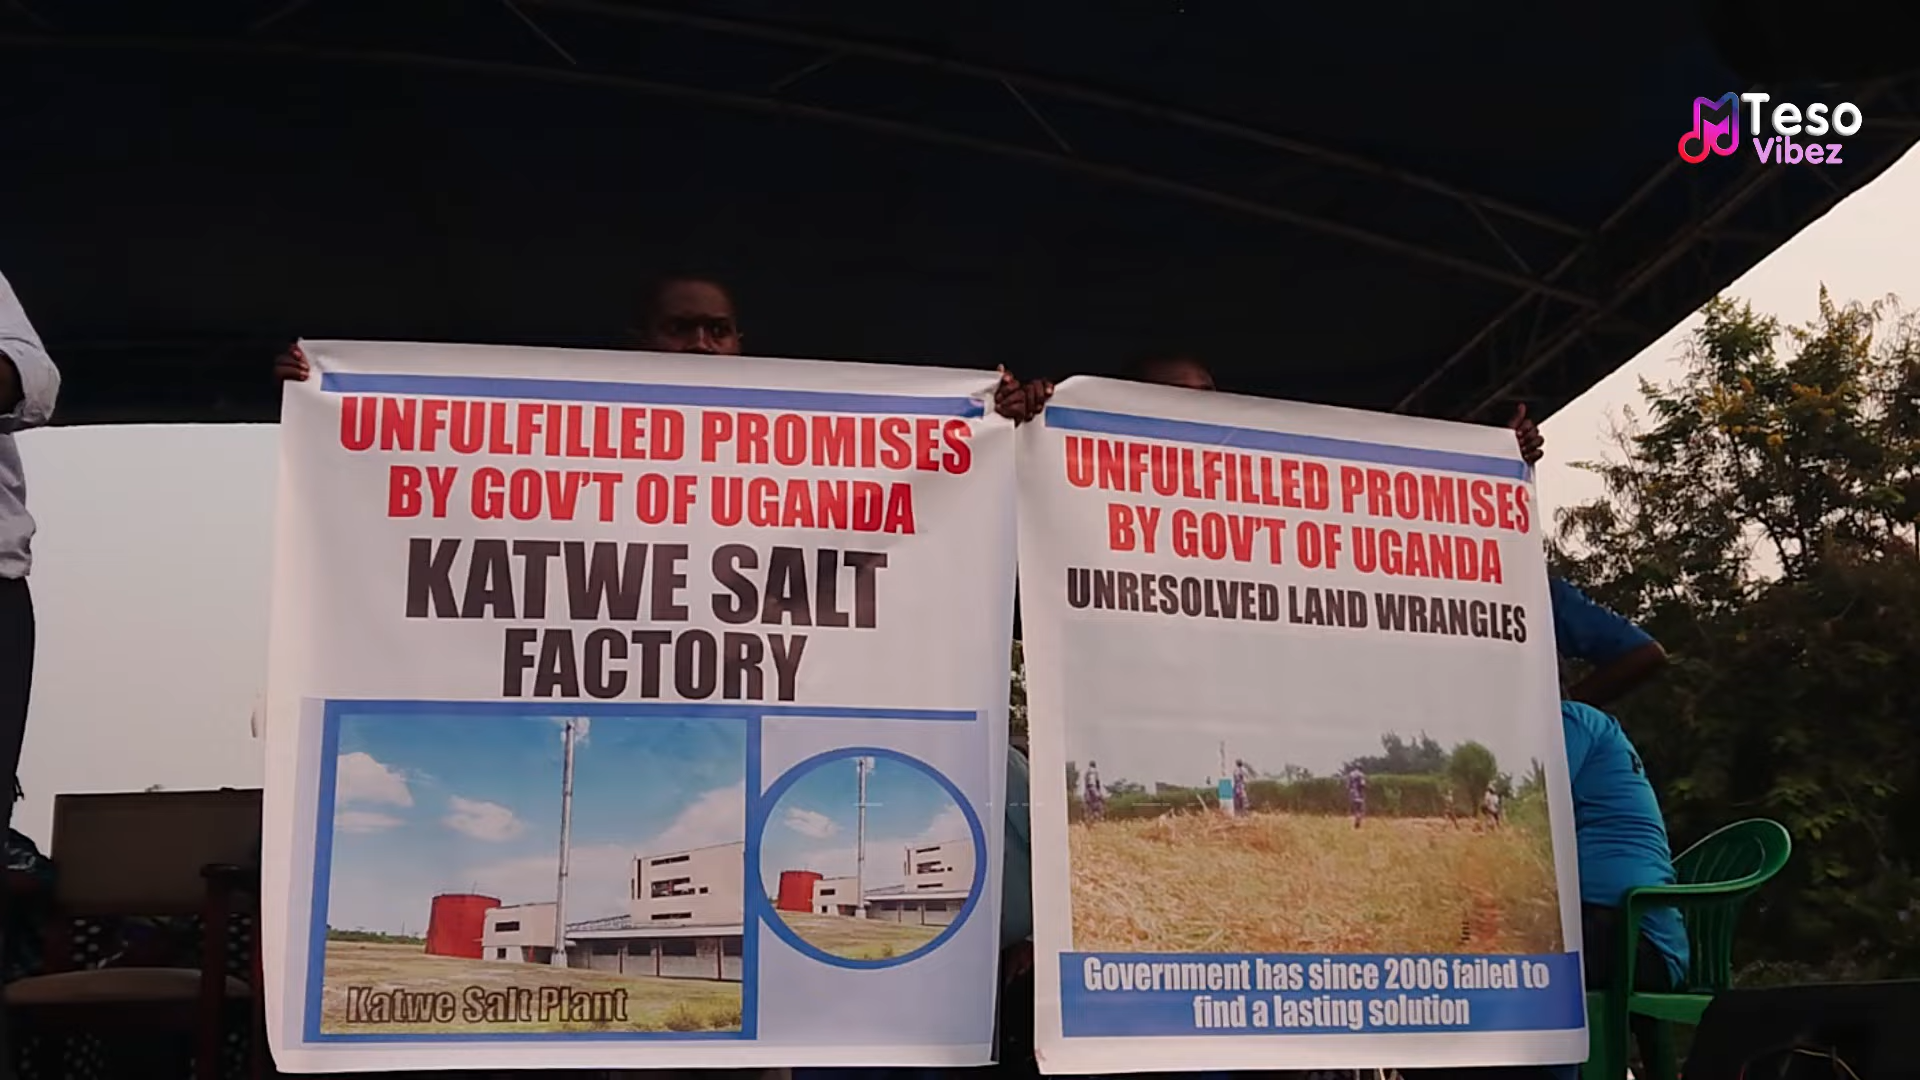 Teso
Vibez
UNFULFILLED PROMISES
BY GOV'T OF UGANDA
KATWE SALT
FACTORY
Katwe Salt Plant
UNFULFILLED PROMISES
BY GOV'T OF UGANDA
UNRESOLVED LAND WRANGLES
Government has since 2006 failed to
find a lasting solution